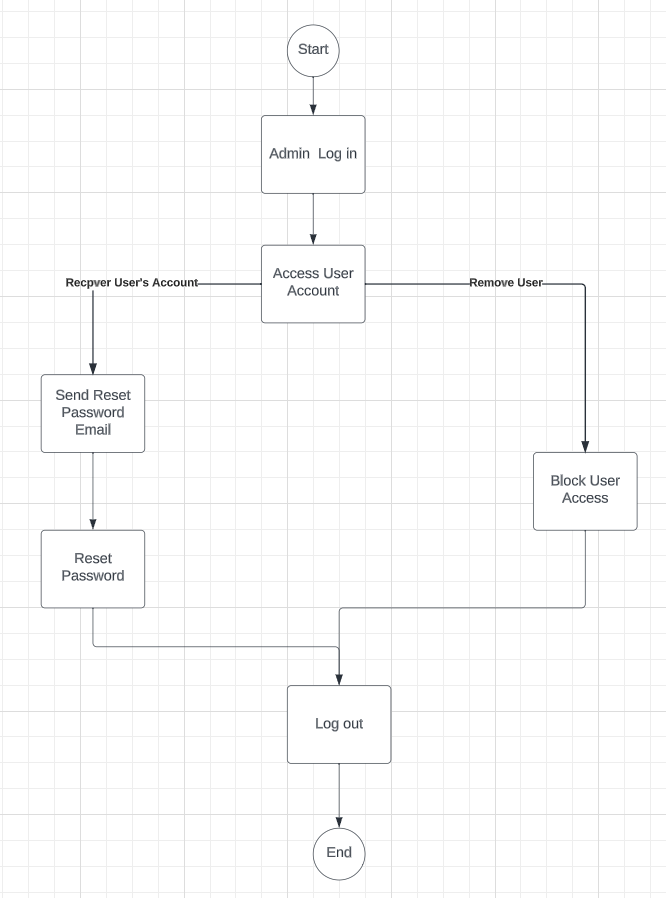 Start
Admin Log in
Access User
Account
Recover User's Account
Remove User
Send Reset
Password
Email
Block User
Access
Reset
Password
Log out
End